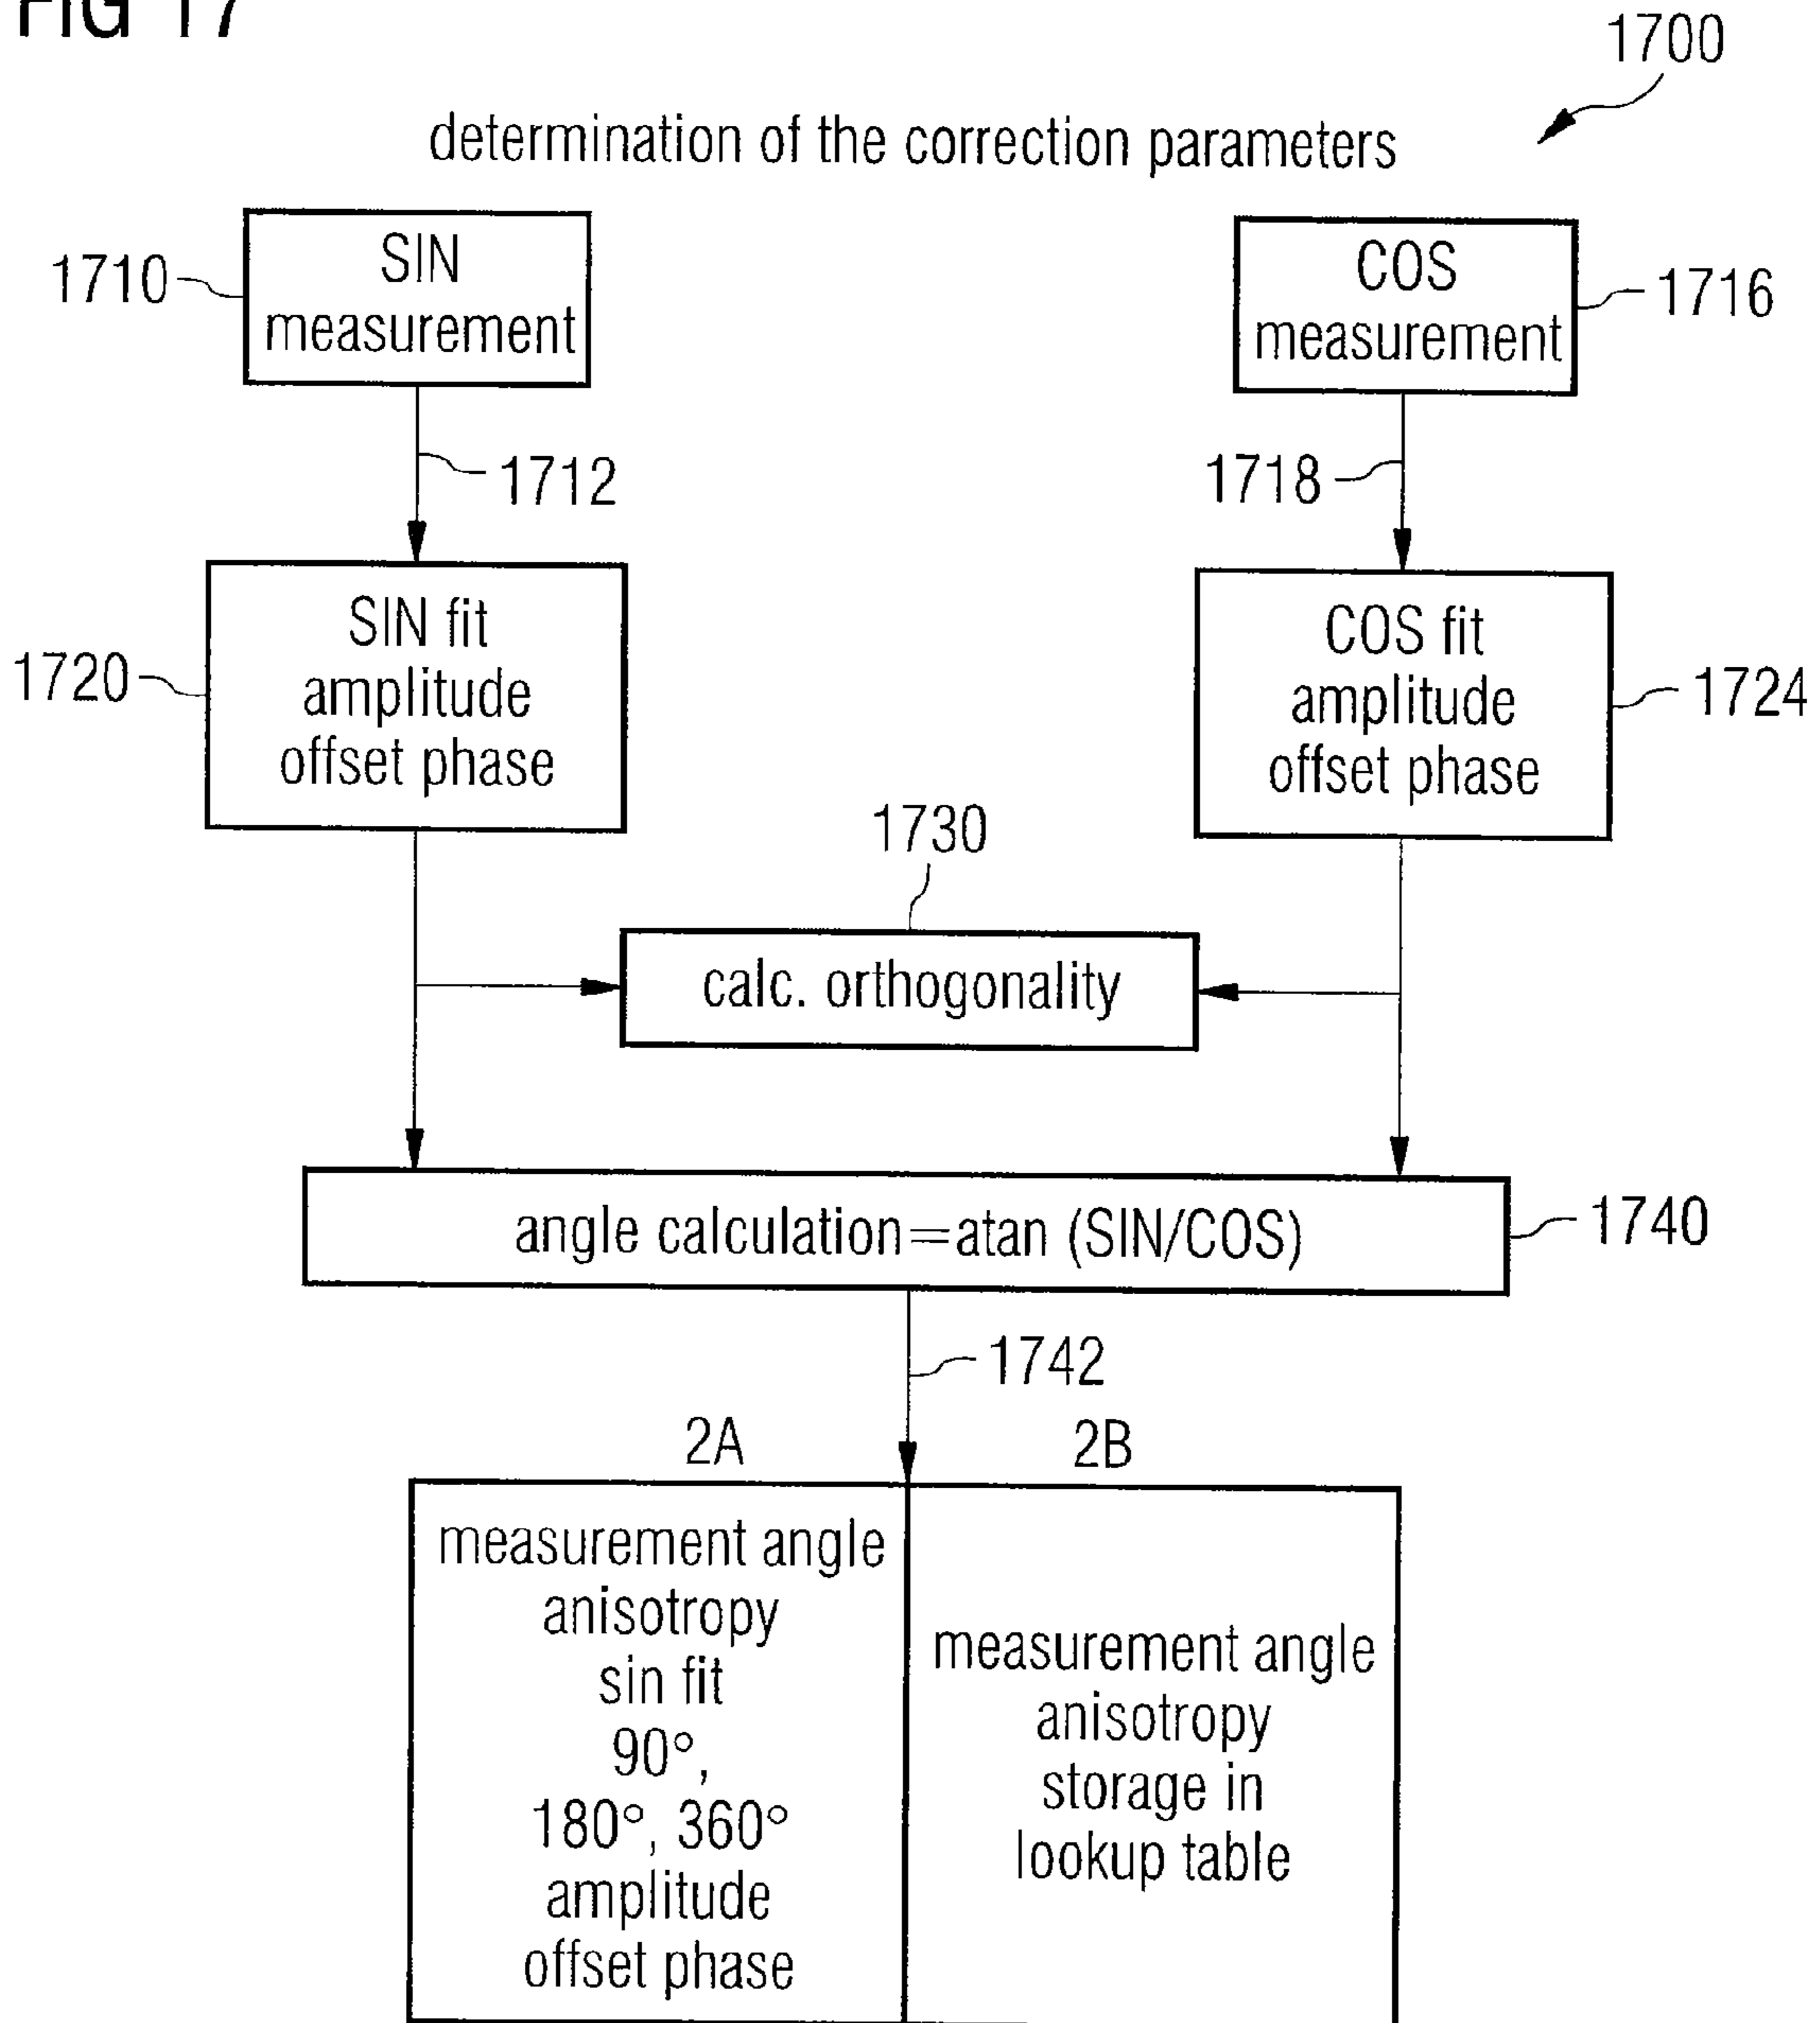 FIG 17
1700
determination of the correction parameters
SIN
measurement
1710
COS
measurement
1716
1712
1718
SIN fit
amplitude
offset phase
1720
COS fit
amplitude
offset phase
1724
1730
calc. orthogonality
angle calculation=atan (SIN/COS)
1740
1742
2A
2B
measurement angle
anisotropy
sin fit
90°,
180°, 360°
amplitude
offset phase
measurement angle
anisotropy
storage in
lookup table